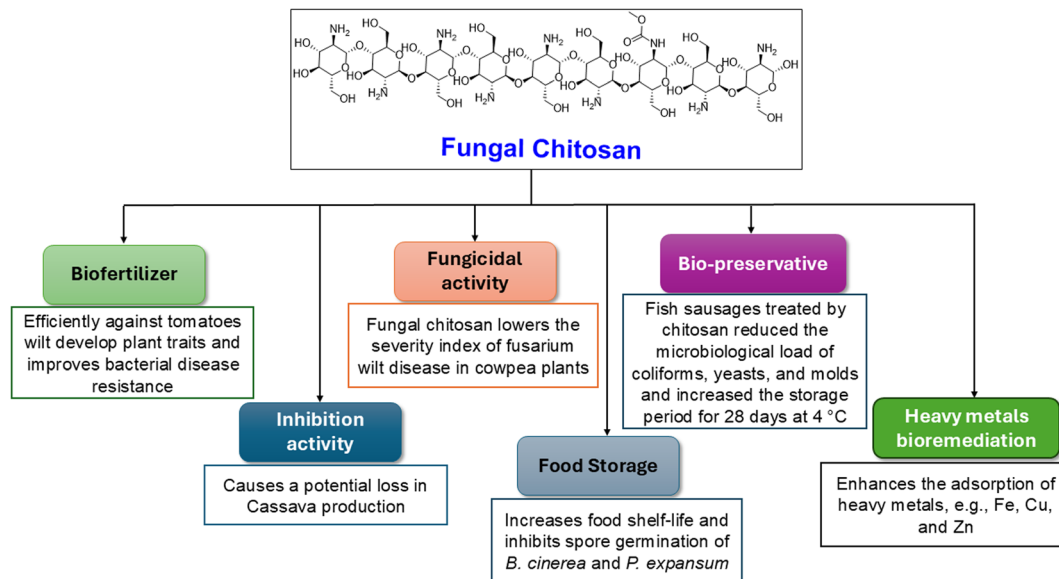 Fungal Chitosan
Biofertilizer
Efficiently against tomatoes
wilt develop plant traits and
improves bacterial disease
resistance
Inhibition
activity
Causes a potential loss in
Cassava production
Fungicidal
activity
Fungal chitosan lowers the
severity index of fusarium
wilt disease in cowpea plants
Food Storage
Increases food shelf-life and
inhibits spore germination of
B. cinerea and P. expansum
Bio-preservative
Fish sausages treated by
chitosan reduced the
microbiological load of
coliforms, yeasts, and molds
and increased the storage
period for 28 days at 4 °C
Heavy metals
bioremediation
Enhances the adsorption of
heavy metals, e.g., Fe, Cu,
and Zn